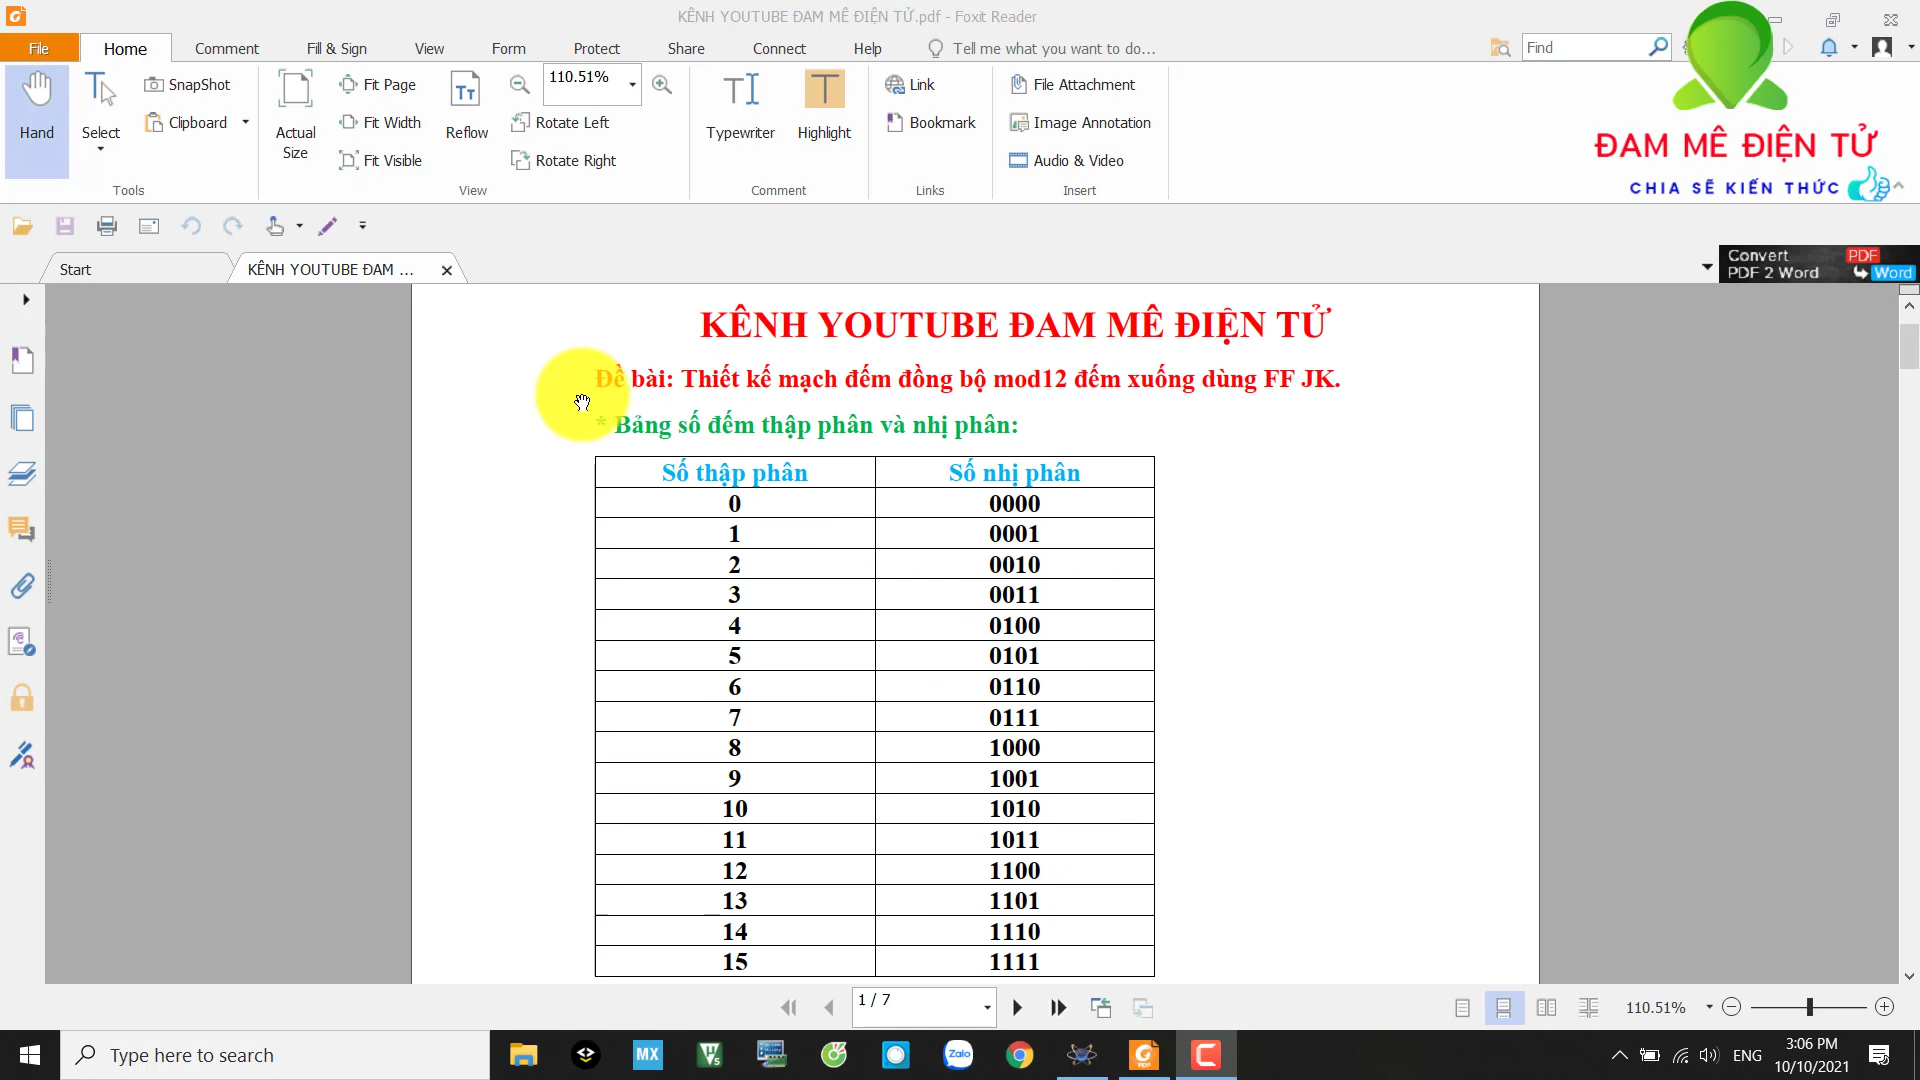 KÊNH YOUTUBE ĐAM MÊ ĐIỆN TỬ.pdf - Foxit Reader
File Home Comment Fill & Sign View Form Protect Share Connect Help Tell me what you want to do... Find
Hand
Select
SnapShot
Clipboard
Tools
Actual Size
Fit Page
Fit Width
Fit Visible
Reflow
110.51%
Rotate Left
Rotate Right
View
Typewriter
Highlight
Comment
Link
Bookmark
Links
File Attachment
Image Annotation
Audio & Video
Insert
ĐAM MÊ ĐIỆN TỬ
CHIA SẼ KIẾN THỨC
Start
KÊNH YOUTUBE ĐAM ...
Convert PDF
PDF 2 Word Word
KÊNH YOUTUBE ĐAM MÊ ĐIỆN TỬ
Đề bài: Thiết kế mạch đếm đồng bộ mod12 đếm xuống dùng FF JK.
* Bảng số đếm thập phân và nhị phân:
Số thập phân Số nhị phân
0 0000
1 0001
2 0010
3 0011
4 0100
5 0101
6 0110
7 0111
8 1000
9 1001
10 1010
11 1011
12 1100
13 1101
14 1110
15 1111
1 / 7
110.51%
Type here to search
MX
V5
Zalo
PDF
ENG
3:06 PM
10/10/2021